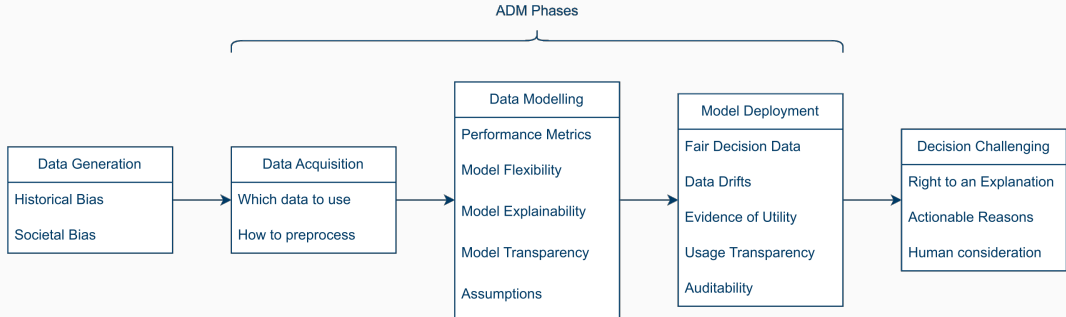 ADM Phases
Data Generation
Historical Bias
Societal Bias
Data Acquisition
Which data to use
How to preprocess
Data Modelling
Performance Metrics
Model Flexibility
Model Explainability
Model Transparency
Assumptions
Model Deployment
Fair Decision Data
Data Drifts
Evidence of Utility
Usage Transparency
Auditability
Decision Challenging
Right to an Explanation
Actionable Reasons
Human consideration